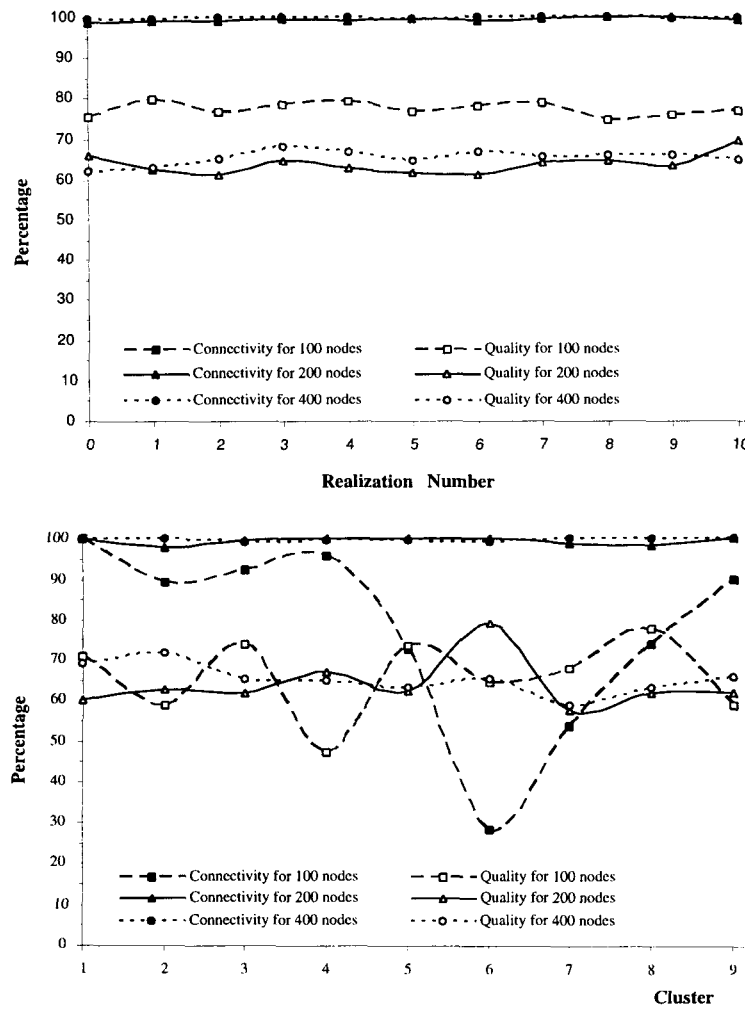 100
90
80
70
60
50
40
30
20
10
0
Percentage
Connectivity for 100 nodes
Quality for 100 nodes
Connectivity for 200 nodes
Quality for 200 nodes
Connectivity for 400 nodes
Quality for 400 nodes
0 1 2 3 4 5 6 7 8 9 10
Realization Number
100
90
80
70
60
50
40
30
20
10
0
Percentage
Connectivity for 100 nodes
Quality for 100 nodes
Connectivity for 200 nodes
Quality for 200 nodes
Connectivity for 400 nodes
Quality for 400 nodes
1 2 3 4 5 6 7 8 9
Cluster